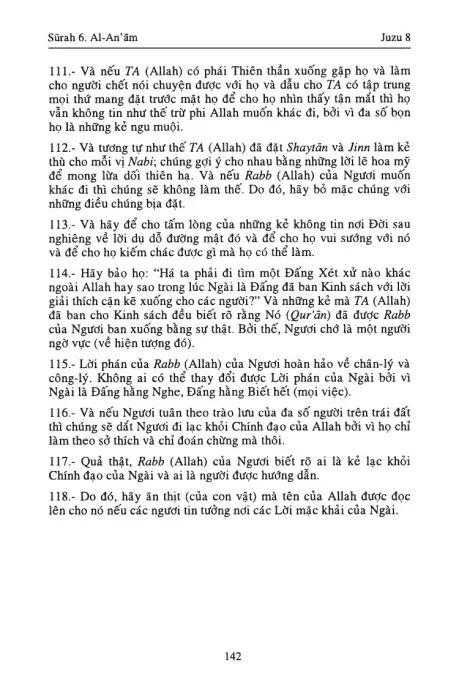 Sūrah 6. Al-An'ām Juzu 8
111.- Và nếu TA (Allah) có phái Thiên thần xuống gặp họ và làm
cho người chết nói chuyện được với họ và dẫu cho TA có tập trung
mọi thứ mang đặt trước mặt họ để cho họ nhìn thấy tận mắt thì họ
vẫn không tin như thế trừ phi Allah muốn khác đi, bởi vì đa số bọn
họ là những kẻ ngu muội.
112.- Và tương tự như thế TA (Allah) đã đặt Shaytān và Jinn làm kẻ
thù cho mỗi vị Nabi; chúng gợi ý cho nhau bằng những lời lẽ hoa mỹ
để mong lừa dối thiên hạ. Và nếu Rabb (Allah) của Ngươi muốn
khác đi thì chúng sẽ không làm thế. Do đó, hãy bỏ mặc chúng với
những điều chúng bịa đặt.
113.- Và hãy để cho tấm lòng của những kẻ không tin nơi Đời sau
nghiêng về lời dụ dỗ đường mật đó và để cho họ vui sướng với nó
và để cho họ kiếm chác được gì mà họ có thể làm.
114.- Hãy bảo họ: “Há ta phải đi tìm một Đấng Xét xử nào khác
ngoài Allah hay sao trong lúc Ngài là Đấng đã ban Kinh sách với lời
giải thích cặn kẽ xuống cho các người?” Và những kẻ mà TA (Allah)
đã ban cho Kinh sách đều biết rõ rằng Nó (Qur'ān) đã được Rabb
của Ngươi ban xuống bằng sự thật. Bởi thế, Ngươi chớ là một người
ngờ vực (về hiện tượng đó).
115.- Lời phán của Rabb (Allah) của Ngươi hoàn hảo về chân-lý và
công-lý. Không ai có thể thay đổi được Lời phán của Ngài bởi vì
Ngài là Đấng hằng Nghe, Đấng hằng Biết hết (mọi việc).
116.- Và nếu Ngươi tuân theo trào lưu của đa số người trên trái đất
thì chúng sẽ dắt Ngươi đi lạc khỏi Chính đạo của Allah bởi vì họ chỉ
làm theo sở thích và chỉ đoán chừng mà thôi.
117.- Quả thật, Rabb (Allah) của Ngươi biết rõ ai là kẻ lạc khỏi
Chính đạo của Ngài và ai là người được hướng dẫn.
118.- Do đó, hãy ăn thịt (của con vật) mà tên của Allah được đọc
lên cho nó nếu các ngươi tin tưởng nơi các Lời mặc khải của Ngài.
142